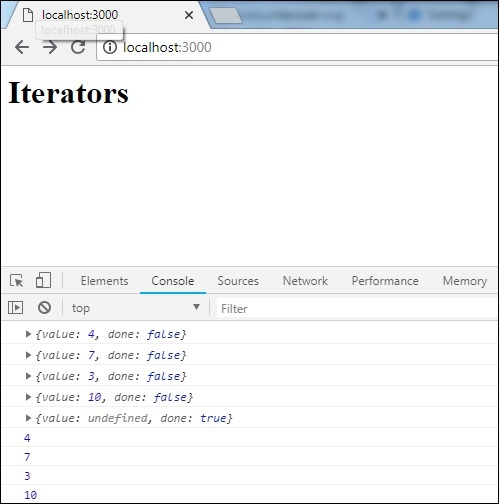 localhost:3000
localhost:3000
localhost:3000
Iterators
Elements Console Sources Network Performance Memory
top Filter
{value: 4, done: false}
{value: 7, done: false}
{value: 3, done: false}
{value: 10, done: false}
{value: undefined, done: true}
4
7
3
10